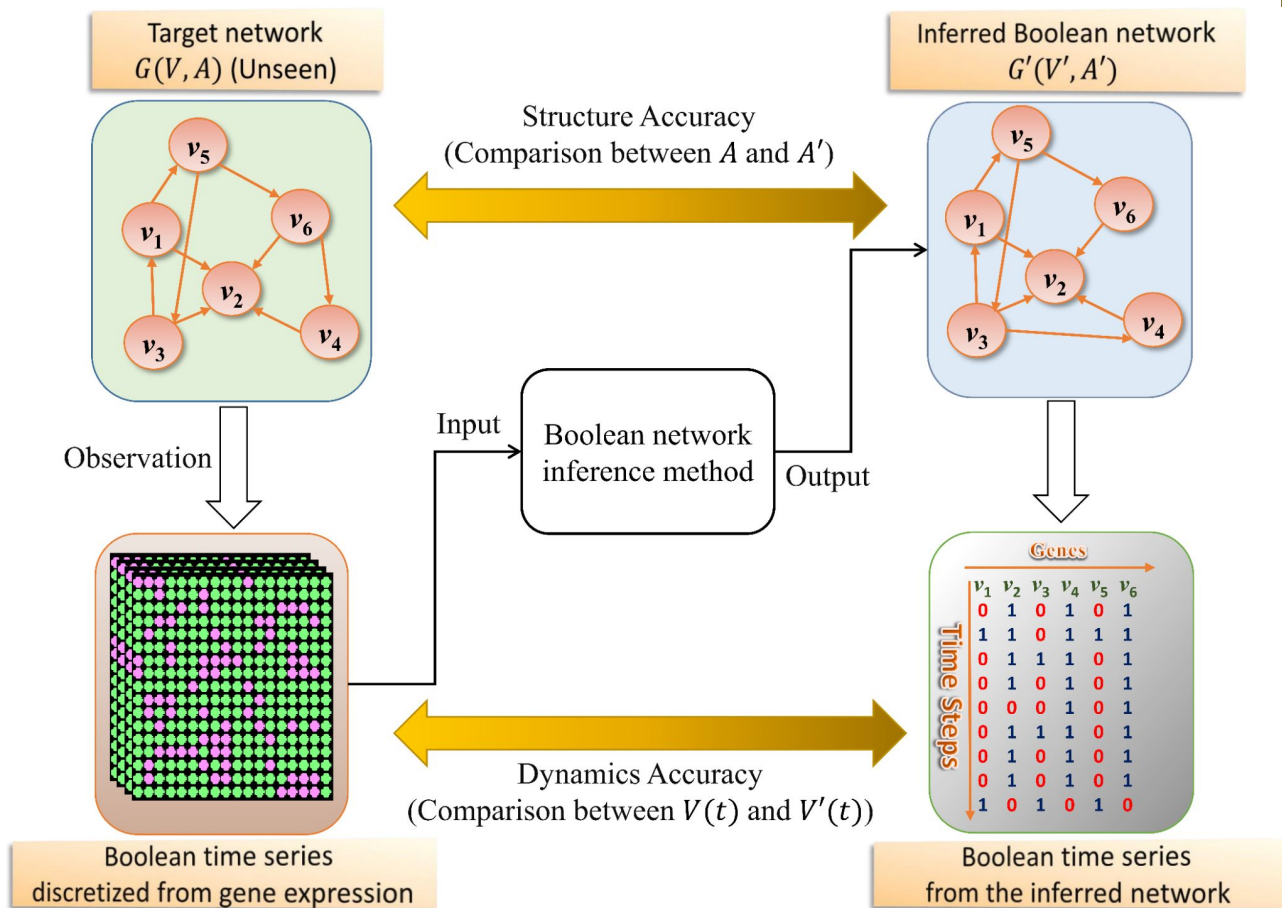 Target network
G(V, A) (Unseen)
Inferred Boolean network
G′(V′, A′)
Structure Accuracy
(Comparison between A and A′)
v5
v1
v6
v2
v3
v4
v5
v1
v6
v2
v3
v4
Observation
Input
Boolean network
inference method
Output
Genes
Time Steps
v1 v2 v3 v4 v5 v6
0 1 0 1 0 1
1 1 0 1 1 1
0 1 1 1 0 1
0 1 0 1 0 1
0 0 0 1 0 1
0 1 1 1 0 1
0 1 0 1 0 1
0 1 0 1 0 1
1 0 1 0 1 0
Dynamics Accuracy
(Comparison between V(t) and V′(t))
Boolean time series
discretized from gene expression
Boolean time series
from the inferred network